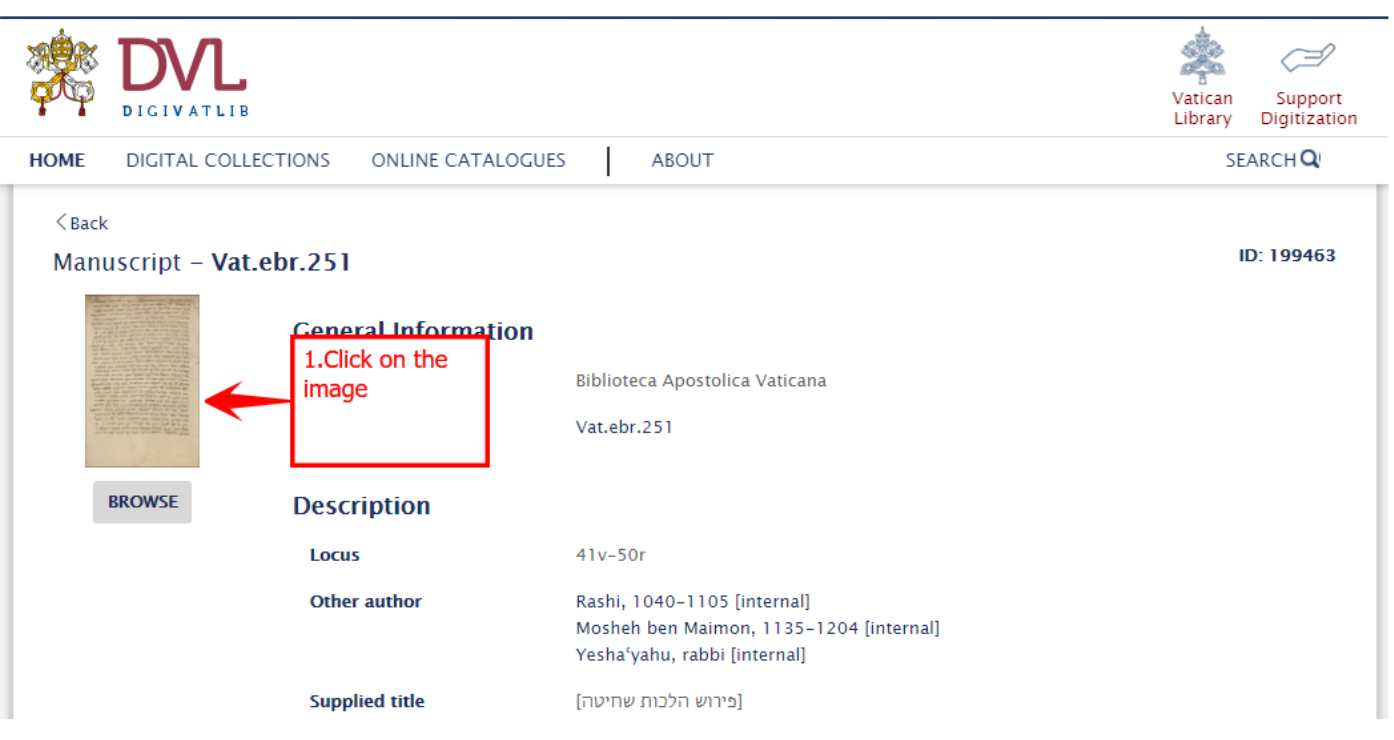 DVL
DIGIVATLIB
Vatican Library
Support Digitization
HOME DIGITAL COLLECTIONS ONLINE CATALOGUES ABOUT SEARCH
Back
Manuscript – Vat.ebr.251 ID: 199463
General Information
1.Click on the
image
Biblioteca Apostolica Vaticana
Vat.ebr.251
BROWSE
Description
Locus 41v-50r
Other author Rashi, 1040-1105 [internal]
Mosheh ben Maimon, 1135-1204 [internal]
Yeshaʻyahu, rabbi [internal]
Supplied title [פירוש הלכות שחיטה]